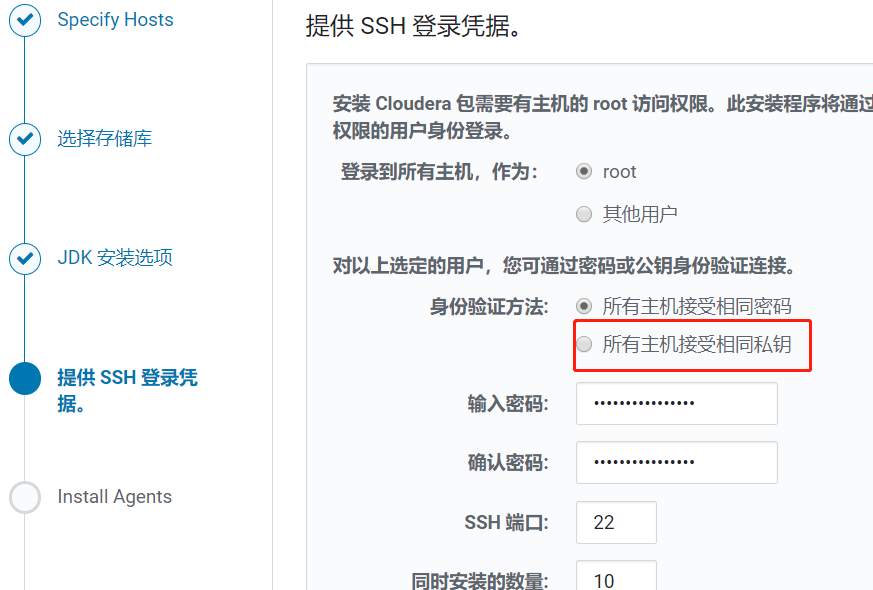 Specify Hosts
选择存储库
JDK 安装选项
提供 SSH 登录凭
据。
Install Agents
提供 SSH 登录凭据。
安装 Cloudera 包需要有主机的 root 访问权限。此安装程序将通过
权限的用户身份登录。
登录到所有主机，作为： root
其他用户
对以上选定的用户，您可通过密码或公钥身份验证连接。
身份验证方法: 所有主机接受相同密码
所有主机接受相同私钥
输入密码: ••••••••••••••••
确认密码: ••••••••••••••••
SSH 端口: 22
同时安装的数量: 10